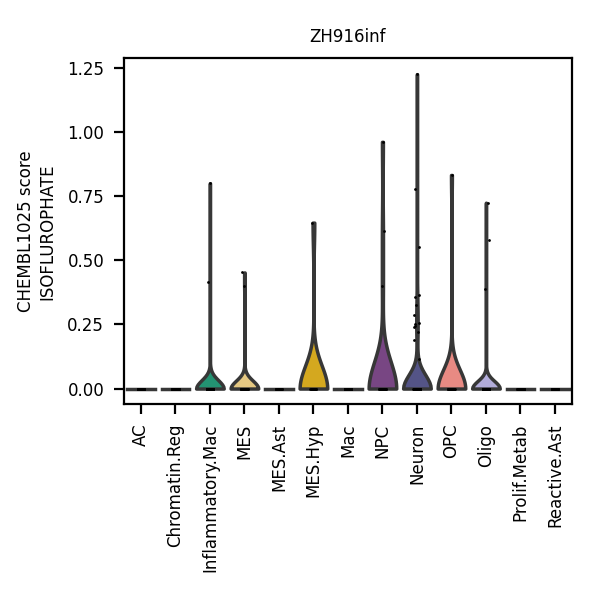 ZH916inf
CHEMBL1025 score
ISOFLUROPHATE
1.25
1.00
0.75
0.50
0.25
0.00
AC
Chromatin.Reg
Inflammatory.Mac
MES
MES.Ast
MES.Hyp
Mac
NPC
Neuron
OPC
Oligo
Prolif.Metab
Reactive.Ast